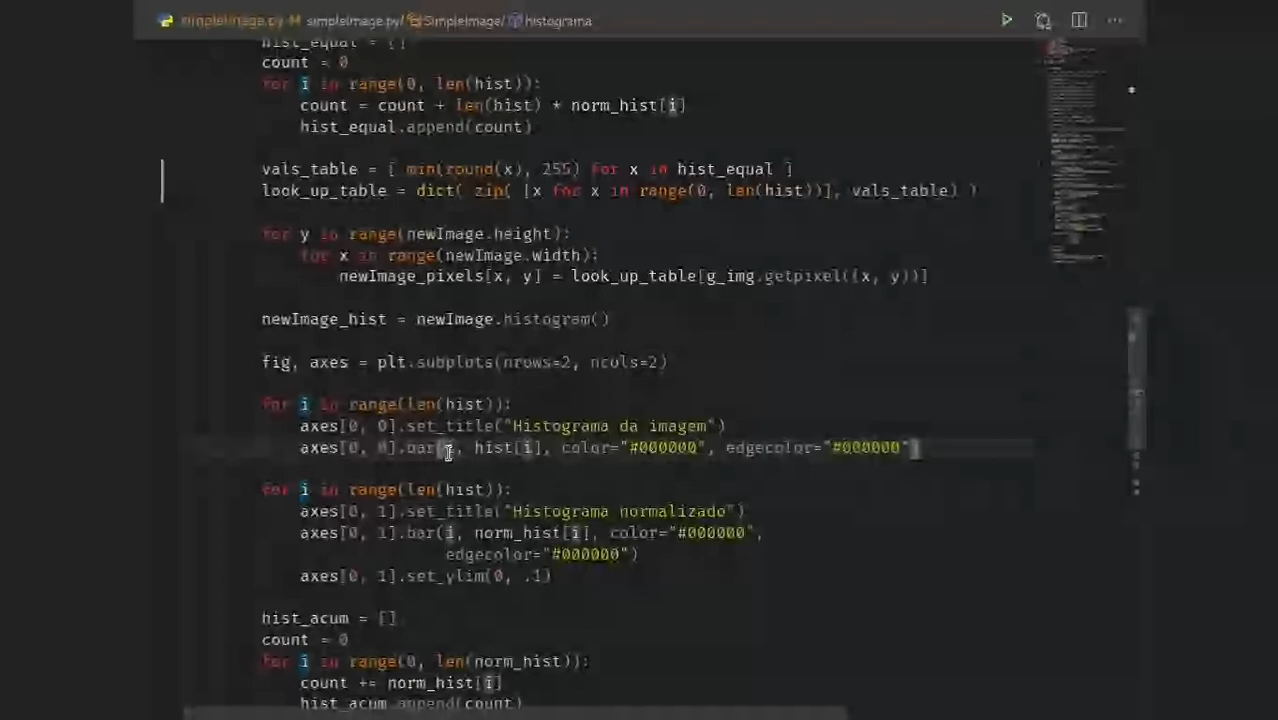 simpleImage.py M simpleImage.py/ SimpleImage/ histograma
hist_equal = []
count = 0
for i in range(0, len(hist)):
count = count + len(hist) * norm_hist[i]
hist_equal.append(count)
vals_table = [ min(round(x), 255) for x in hist_equal ]
look_up_table = dict( zip( [x for x in range(0, len(hist))], vals_table) )
for y in range(newImage.height):
for x in range(newImage.width):
newImage_pixels[x, y] = look_up_table[g_img.getpixel((x, y))]
newImage_hist = newImage.histogram()
fig, axes = plt.subplots(nrows=2, ncols=2)
for i in range(len(hist)):
axes[0, 0].set_title("Histograma da imagem")
axes[0, 0].bar(i, hist[i], color="#000000", edgecolor="#000000")
for i in range(len(hist)):
axes[0, 1].set_title("Histograma normalizado")
axes[0, 1].bar(i, norm_hist[i], color="#000000",
edgecolor="#000000")
axes[0, 1].set_ylim(0, .1)
hist_acum = []
count = 0
for i in range(0, len(norm_hist)):
count += norm_hist[i]
hist_acum.append(count)